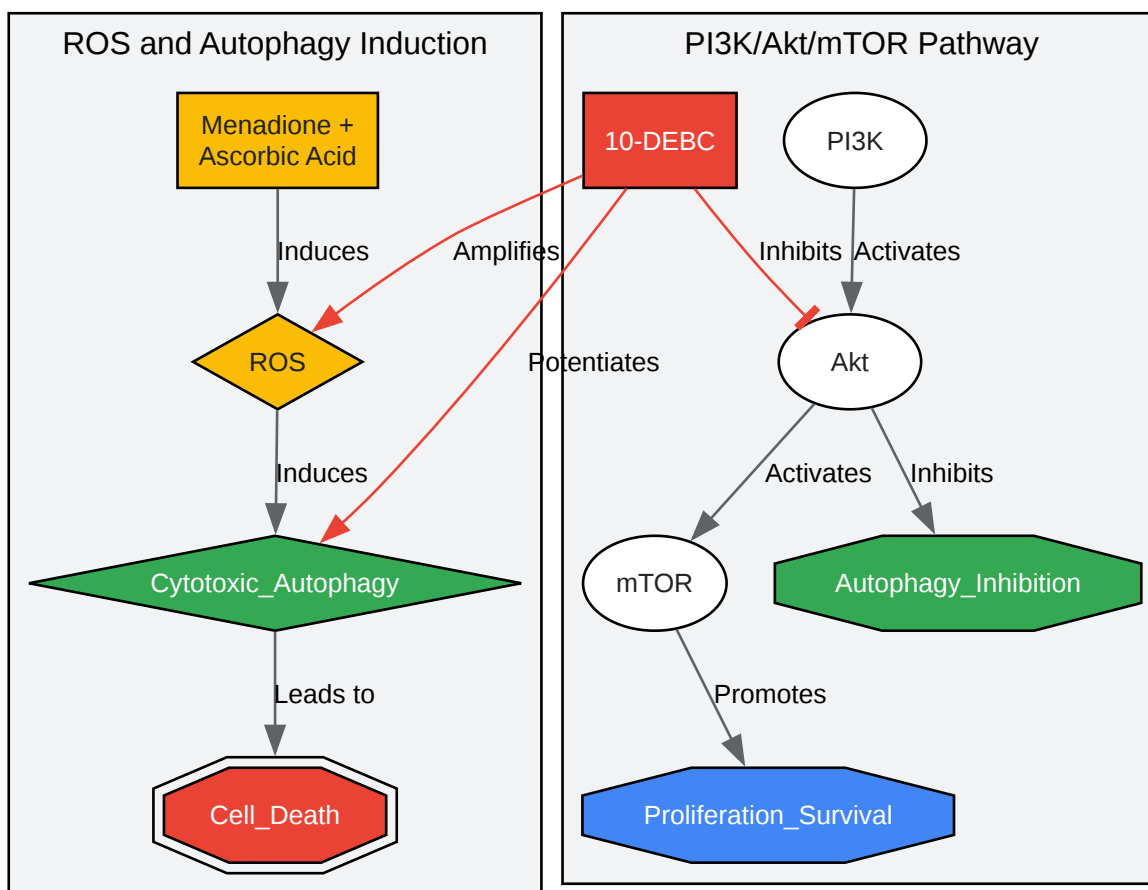 ROS and Autophagy Induction
PI3K/Akt/mTOR Pathway
Menadione +
Ascorbic Acid
10-DEBC
PI3K
Induces
Amplifies
Inhibits
Activates
ROS
Potentiates
Akt
Induces
Activates
Inhibits
Cytotoxic_Autophagy
mTOR
Autophagy_Inhibition
Leads to
Promotes
Cell_Death
Proliferation_Survival